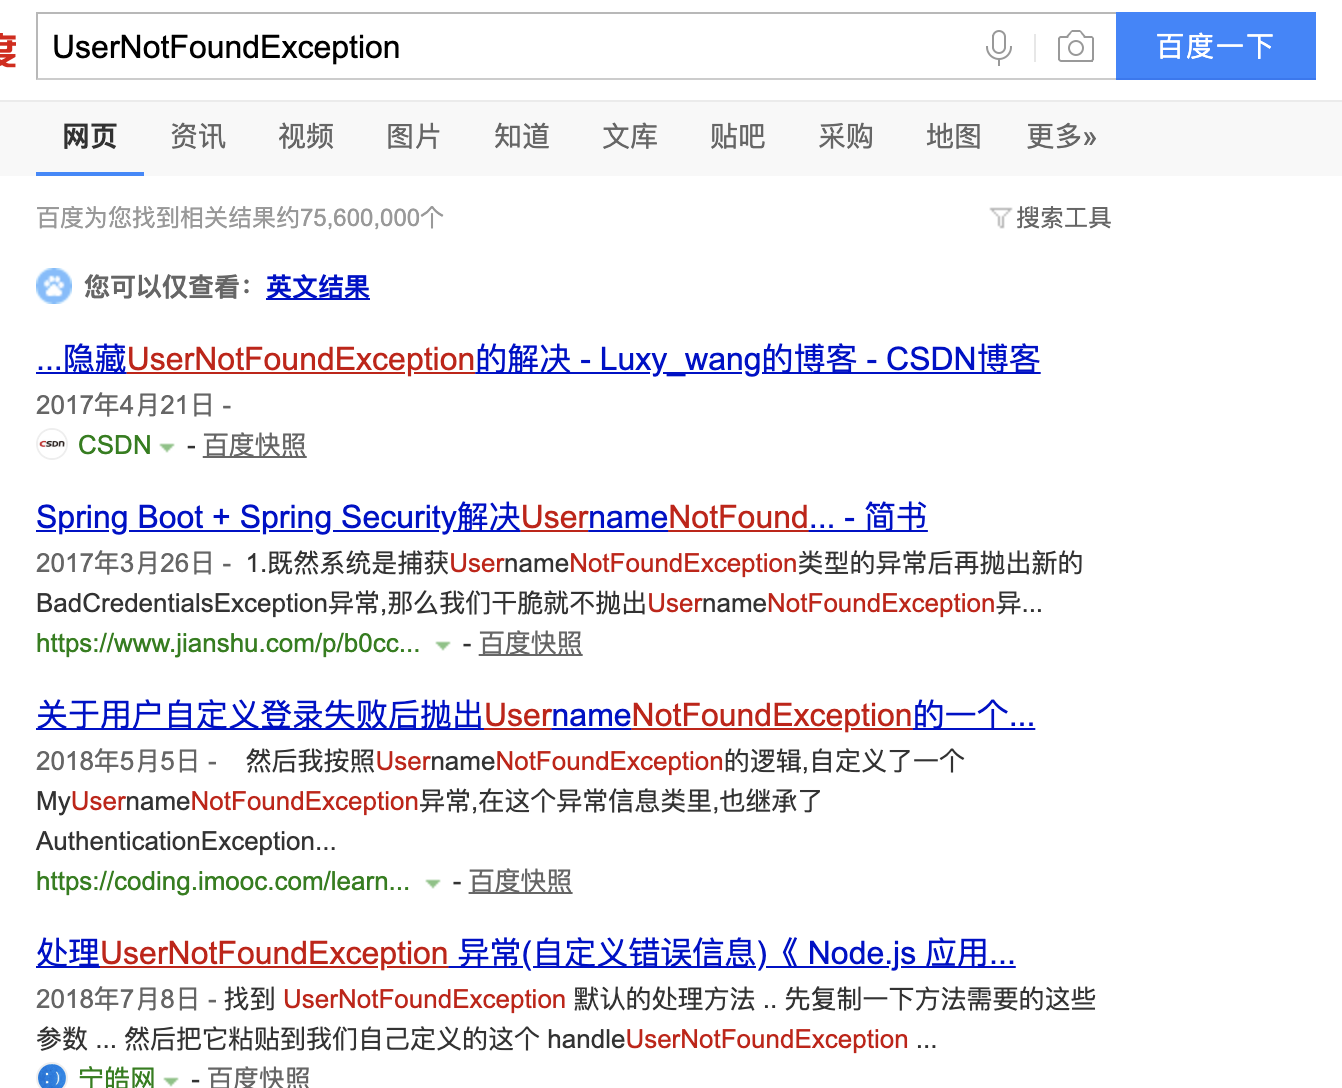 度
UserNotFoundException
百度一下
网页 资讯 视频 图片 知道 文库 贴吧 采购 地图 更多»
百度为您找到相关结果约75,600,000个
搜索工具
您可以仅查看：英文结果
...隐藏UserNotFoundException的解决 - Luxy_wang的博客 - CSDN博客
2017年4月21日 -
CSDN CSDN - 百度快照
Spring Boot + Spring Security解决UsernameNotFound... - 简书
2017年3月26日 - 1.既然系统是捕获UsernameNotFoundException类型的异常后再抛出新的
BadCredentialsException异常,那么我们干脆就不抛出UsernameNotFoundException异...
https://www.jianshu.com/p/b0cc... - 百度快照
关于用户自定义登录失败后抛出UsernameNotFoundException的一个...
2018年5月5日 - 然后我按照UsernameNotFoundException的逻辑,自定义了一个
MyUsernameNotFoundException异常,在这个异常信息类里,也继承了
AuthenticationException...
https://coding.imooc.com/learn... - 百度快照
处理UserNotFoundException 异常(自定义错误信息)《 Node.js 应用...
2018年7月8日 - 找到 UserNotFoundException 默认的处理方法 .. 先复制一下方法需要的这些
参数 ... 然后把它粘贴到我们自己定义的这个 handleUserNotFoundException ...
:) 宁皓网 - 百度快照